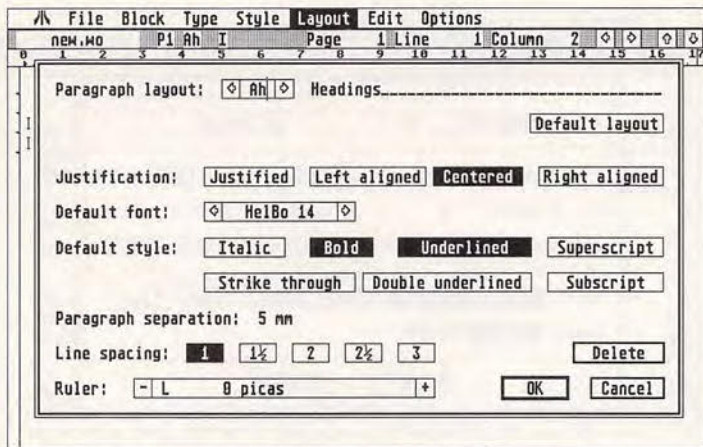 File Block Type Style Layout Edit Options
new.wo P1 Ah I Page 1 Line 1 Column 2
0 1 2 3 4 5 6 7 8 9 10 11 12 13 14 15 16 17
Paragraph layout: Ah Headings
Default layout
Justification: Justified Left aligned Centered Right aligned
Default font: HelBo 14
Default style: Italic Bold Underlined Superscript
Strike through Double underlined Subscript
Paragraph separation: 5 mm
Line spacing: 1 1½ 2 2½ 3 Delete
Ruler: - L 0 picas + OK Cancel